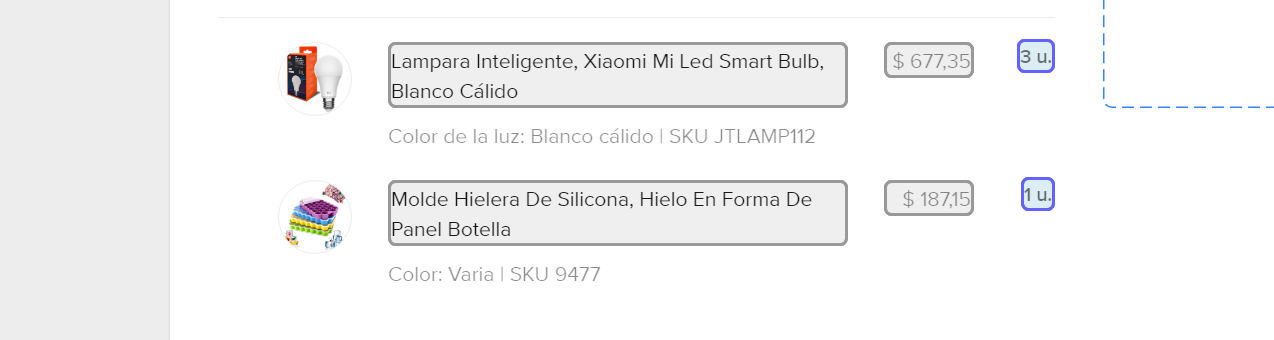 Lampara Inteligente, Xiaomi Mi Led Smart Bulb, $ 677,35 3 u.
Blanco Cálido
Color de la luz: Blanco cálido | SKU JTLAMP112
Molde Hielera De Silicona, Hielo En Forma De $ 187,15 1 u.
Panel Botella
Color: Varia | SKU 9477